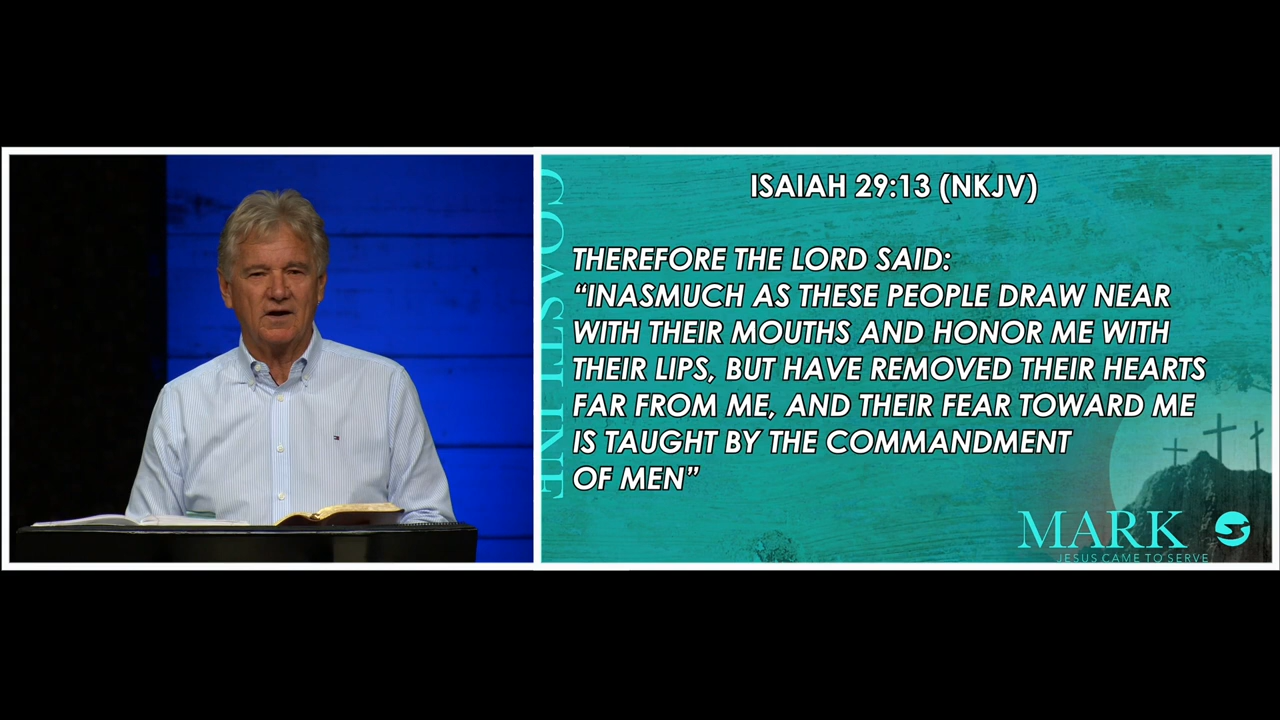 COASTLINE
ISAIAH 29:13 (NKJV)
THEREFORE THE LORD SAID:
“INASMUCH AS THESE PEOPLE DRAW NEAR
WITH THEIR MOUTHS AND HONOR ME WITH
THEIR LIPS, BUT HAVE REMOVED THEIR HEARTS
FAR FROM ME, AND THEIR FEAR TOWARD ME
IS TAUGHT BY THE COMMANDMENT
OF MEN”
MARK
JESUS CAME TO SERVE